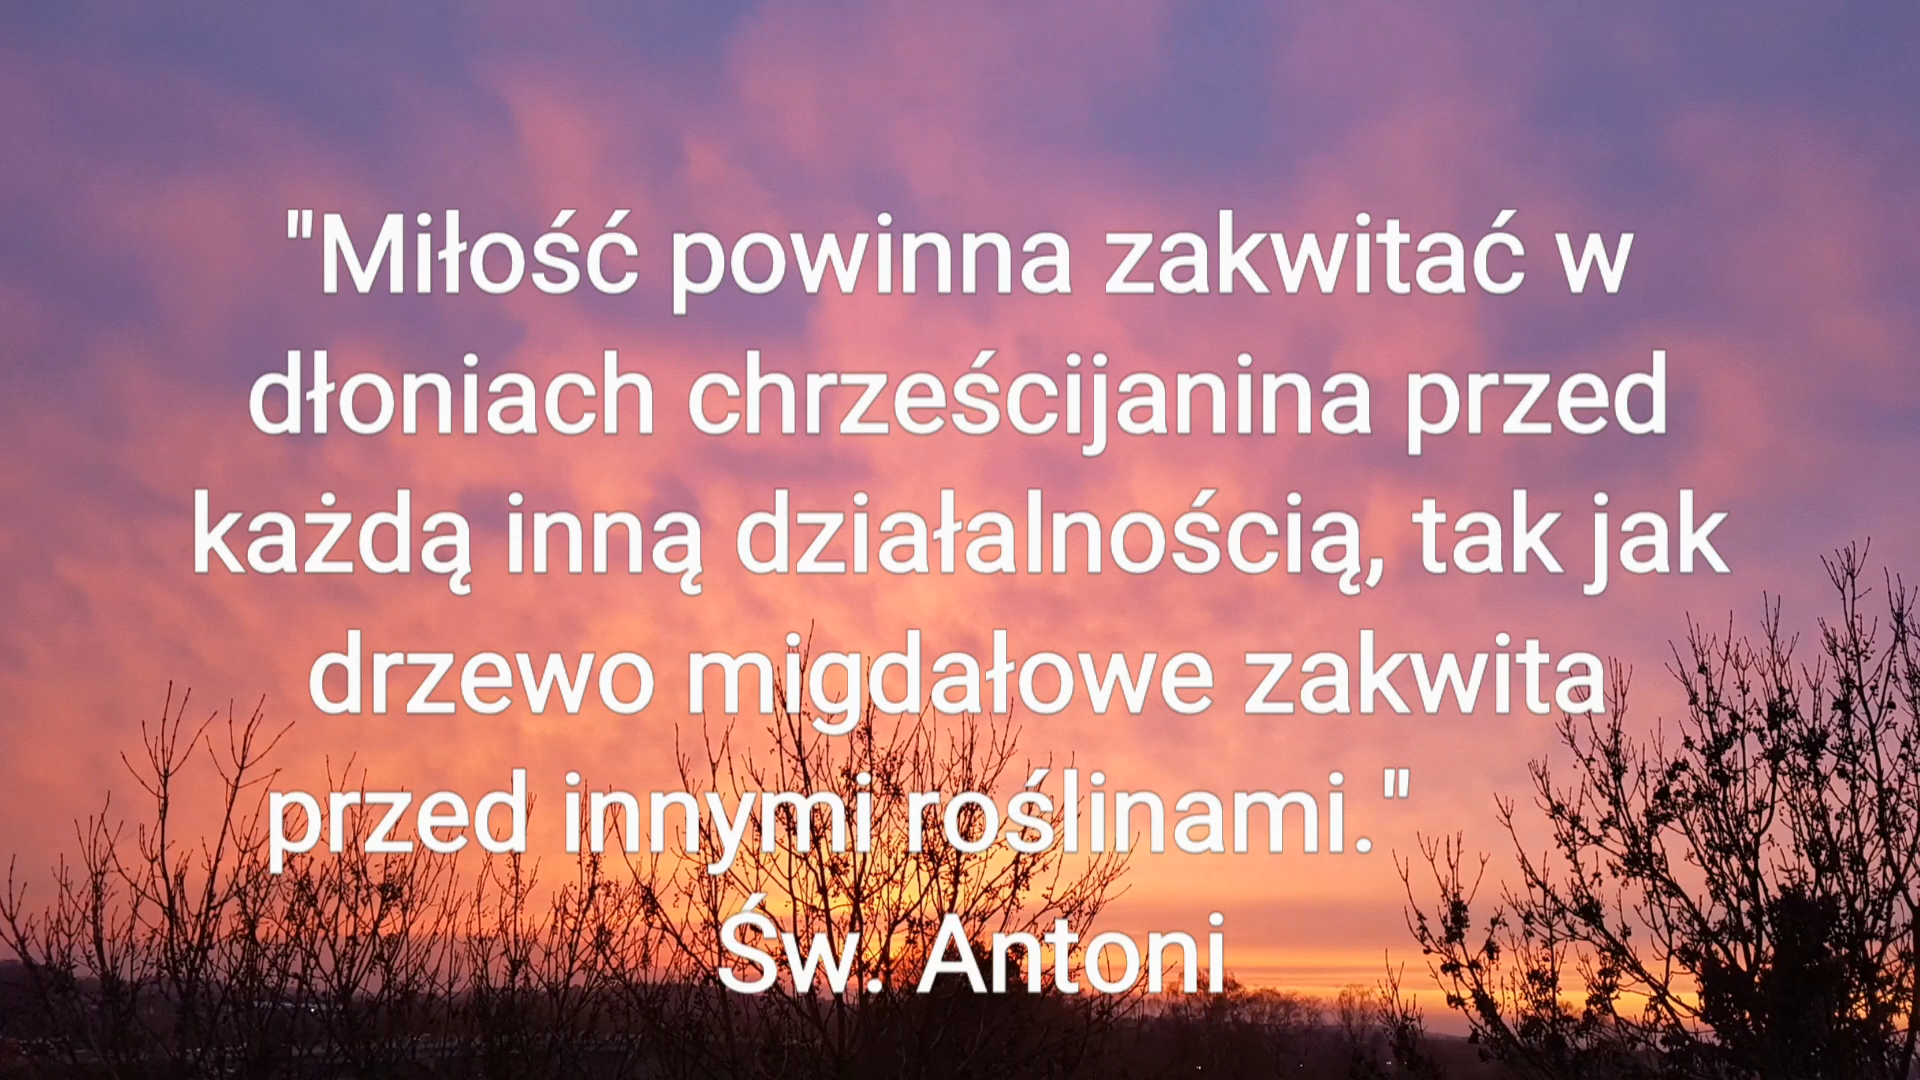 "Miłość powinna zakwitać w
dłoniach chrześcijanina przed
każdą inną działalnością, tak jak
drzewo migdałowe zakwita
przed innymi roślinami."
Św. Antoni